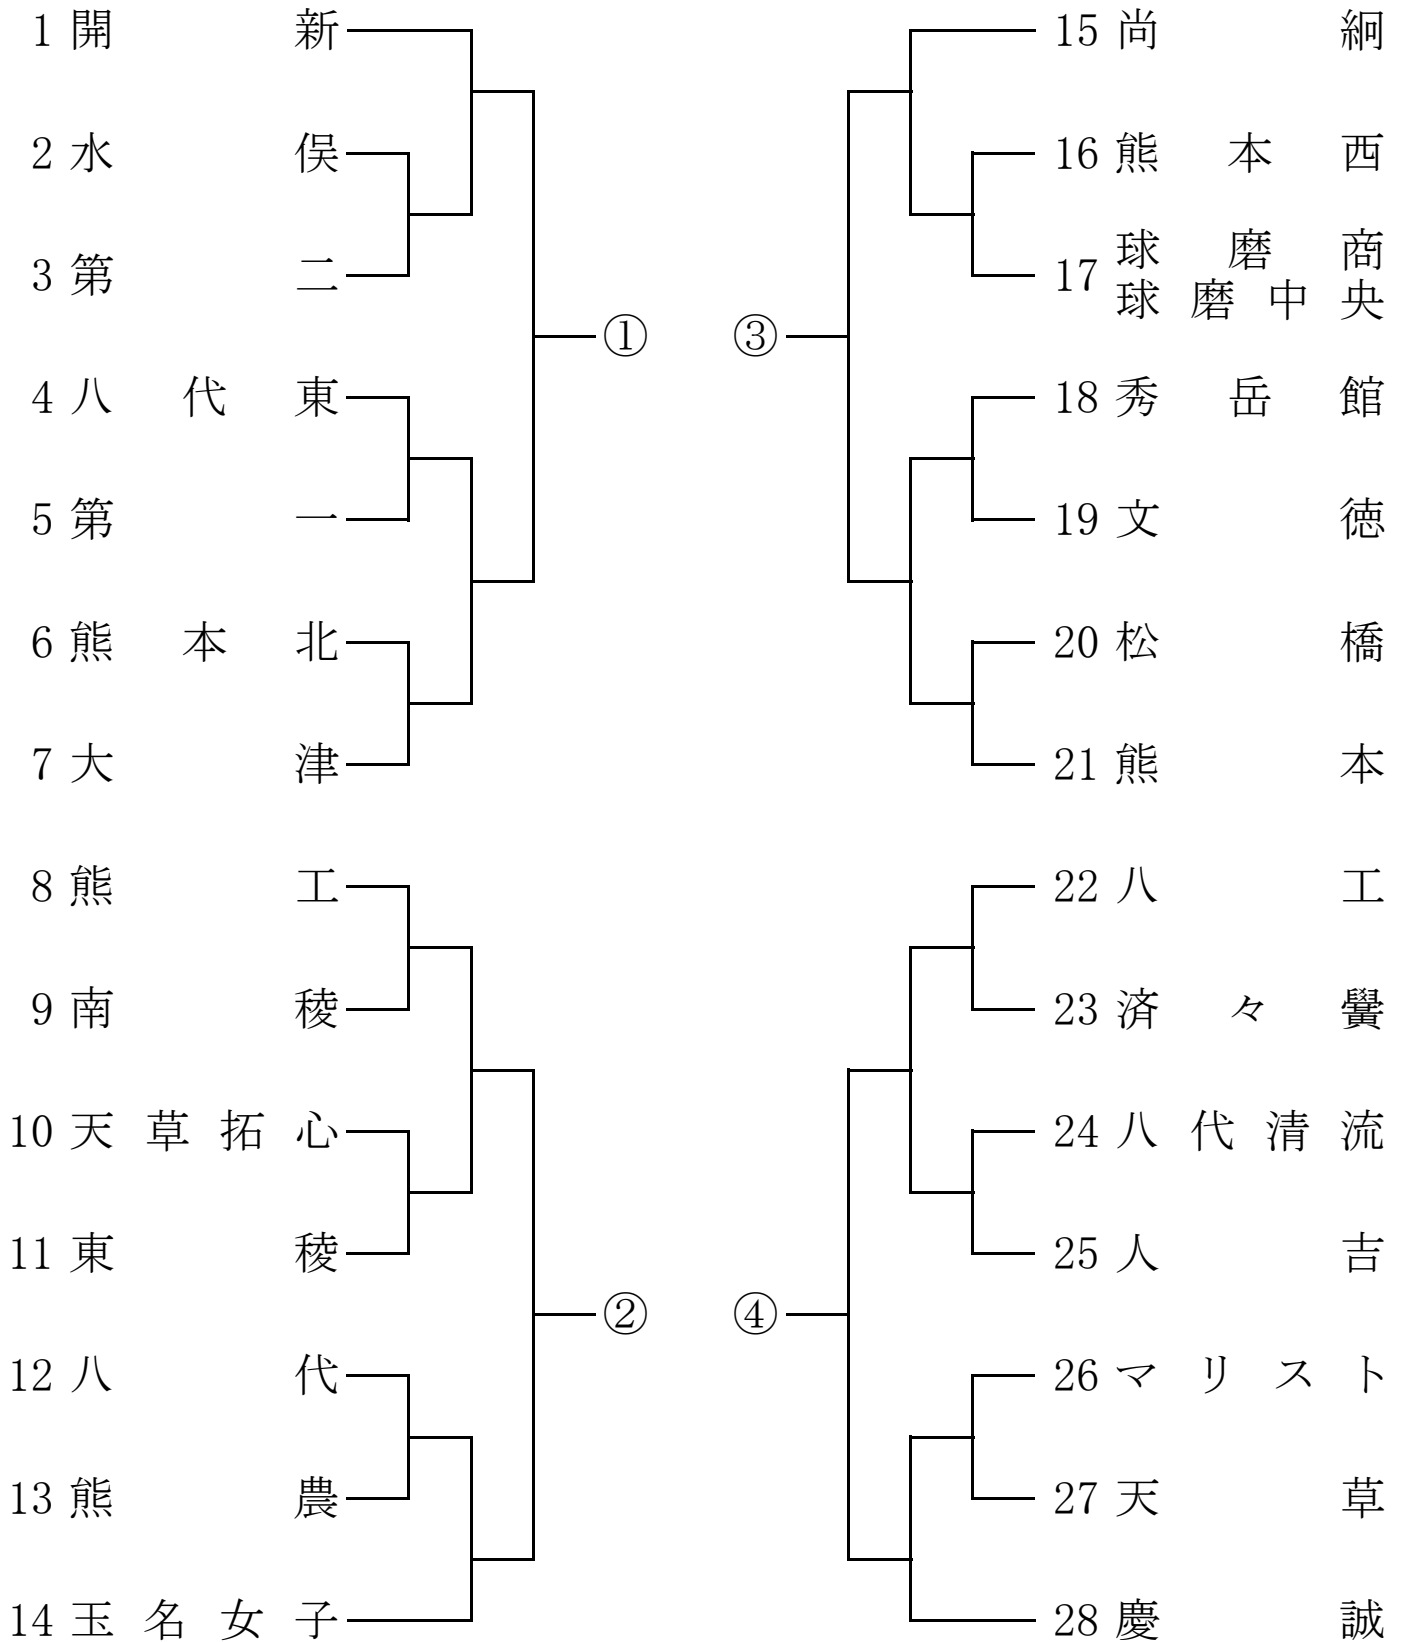 1 開新
2 水俣
3 第二
①
4 八代東
5 第一
6 熊本北
7 大津
8 熊工
9 南稜
10 天草拓心
11 東稜
②
12 八代
13 熊農
14 玉名女子
15 尚絅
16 熊本西
17 球磨商
球磨中央
③
18 秀岳館
19 文徳
20 松橋
21 熊本
22 八工
23 済々黌
24 八代清流
25 人吉
④
26 マリスト
27 天草
28 慶誠